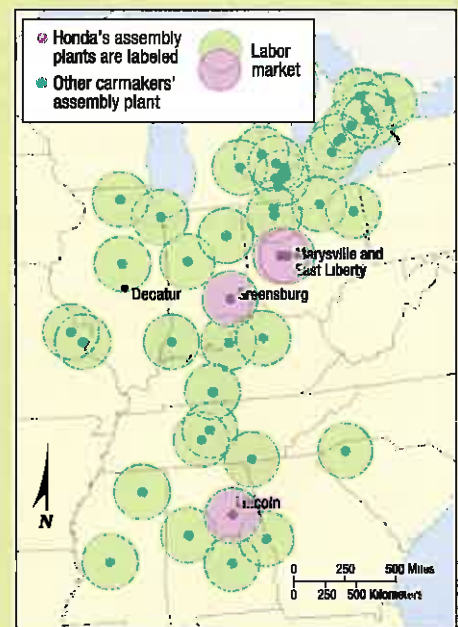 Honda's assembly
plants are labeled
Other carmakers'
assembly plant
Labor
market
Marysville and
East Liberty
Decatur
Greensburg
Lincoln
N
0 250 500 Miles
0 250 500 Kilometers